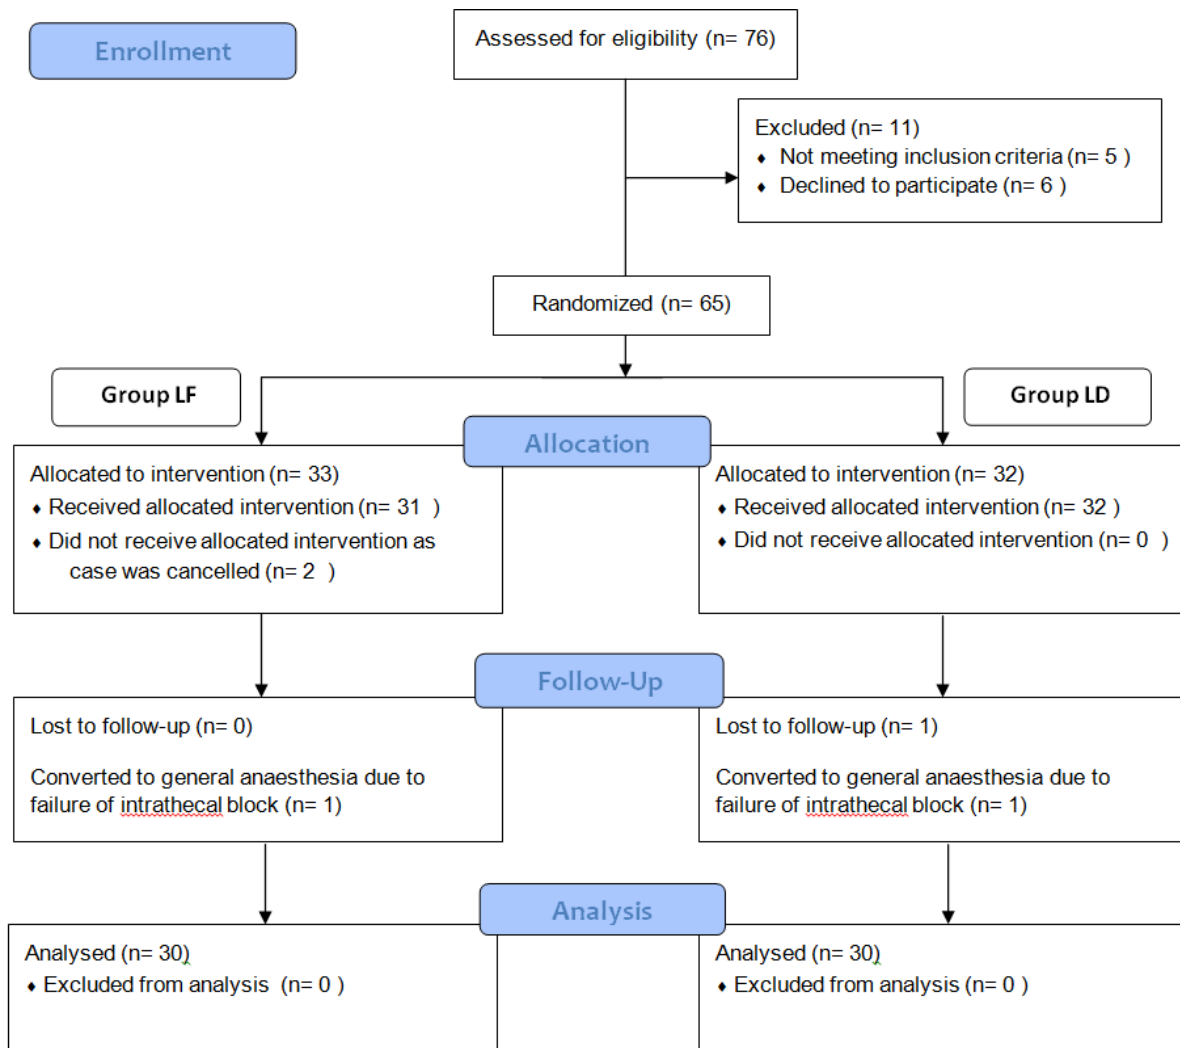 Enrollment
Assessed for eligibility (n= 76)
Excluded (n= 11)
♦ Not meeting inclusion criteria (n= 5 )
♦ Declined to participate (n= 6 )
Randomized (n= 65)
Group LF
Group LD
Allocation
Allocated to intervention (n= 33)
♦ Received allocated intervention (n= 31 )
♦ Did not receive allocated intervention as
case was cancelled (n= 2 )
Allocated to intervention (n= 32)
♦ Received allocated intervention (n= 32 )
♦ Did not receive allocated intervention (n= 0 )
Follow-Up
Lost to follow-up (n= 0)
Converted to general anaesthesia due to
failure of intrathecal block (n= 1)
Lost to follow-up (n= 1)
Converted to general anaesthesia due to
failure of intrathecal block (n= 1)
Analysis
Analysed (n= 30)
♦ Excluded from analysis (n= 0 )
Analysed (n= 30)
♦ Excluded from analysis (n= 0 )